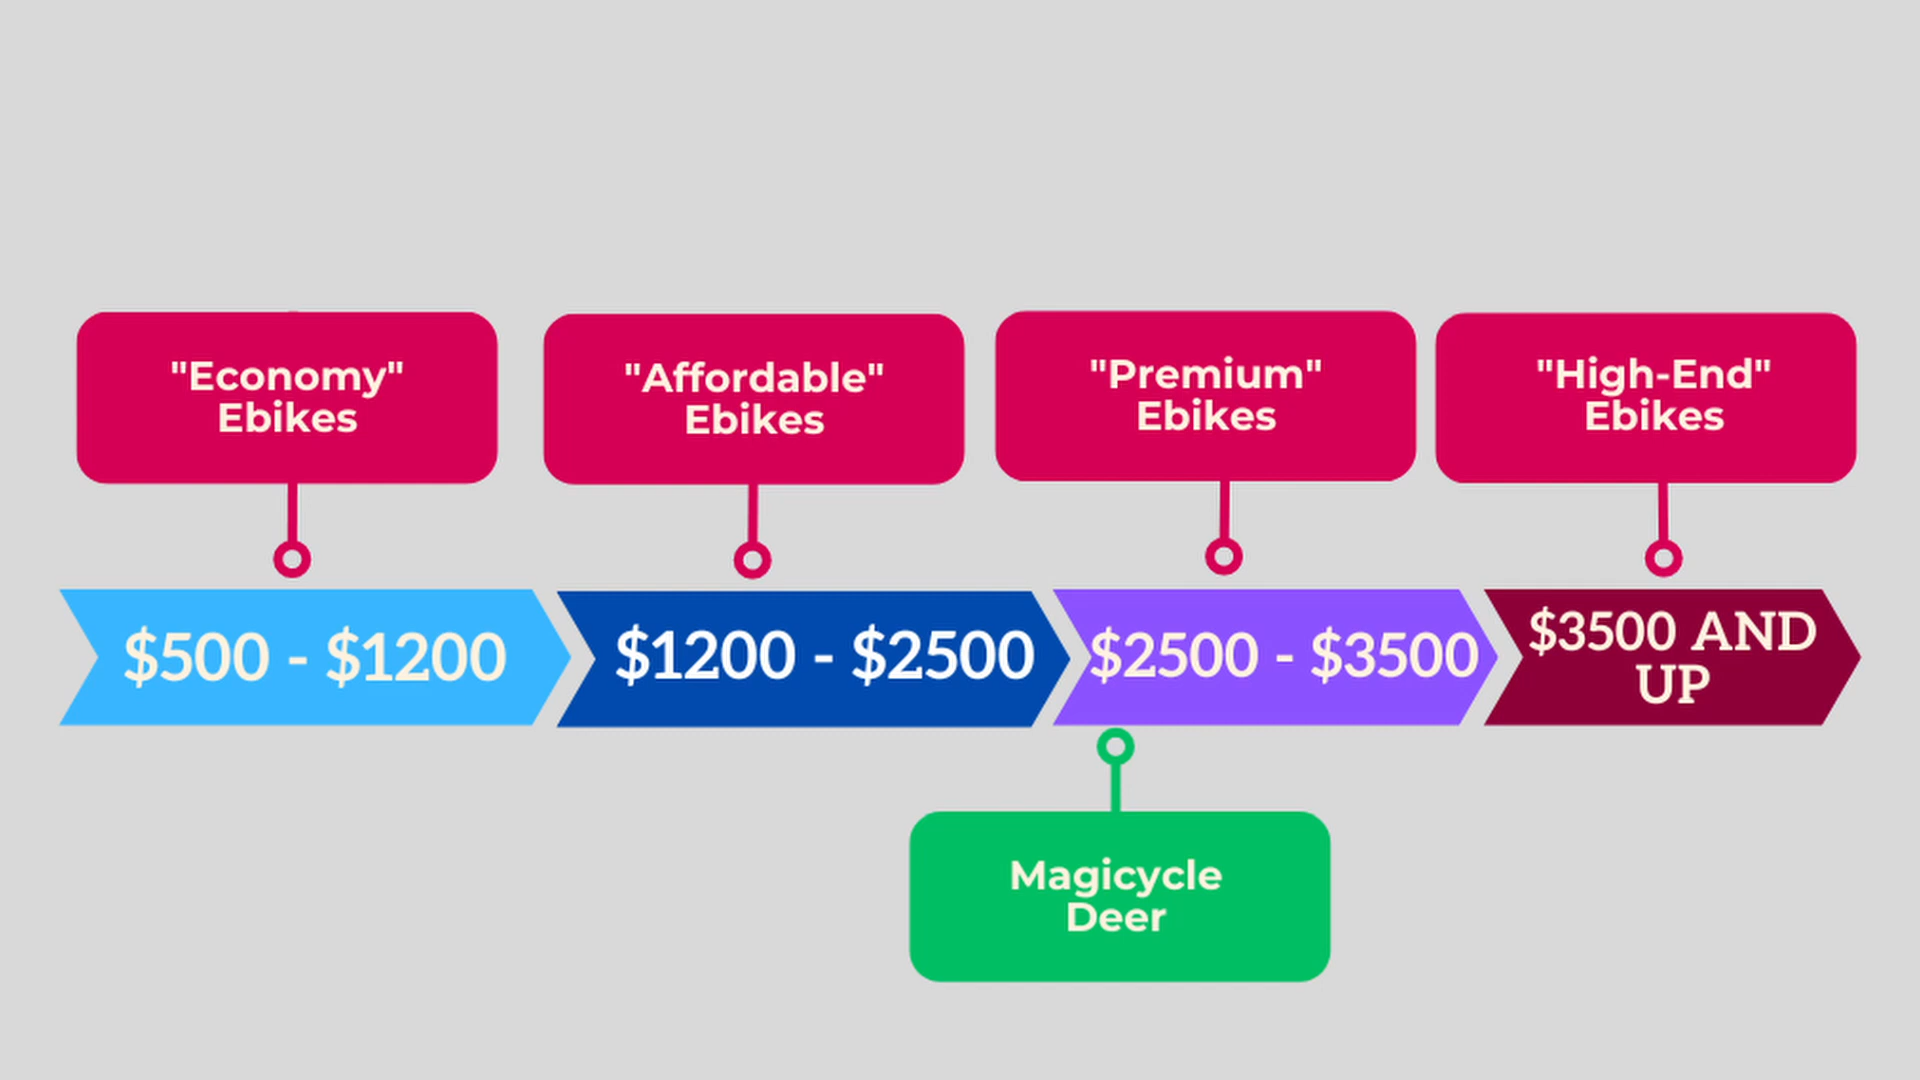 "Economy"
Ebikes
"Affordable"
Ebikes
"Premium"
Ebikes
"High-End"
Ebikes
$500 - $1200
$1200 - $2500
$2500 - $3500
$3500 AND
UP
Magicycle
Deer